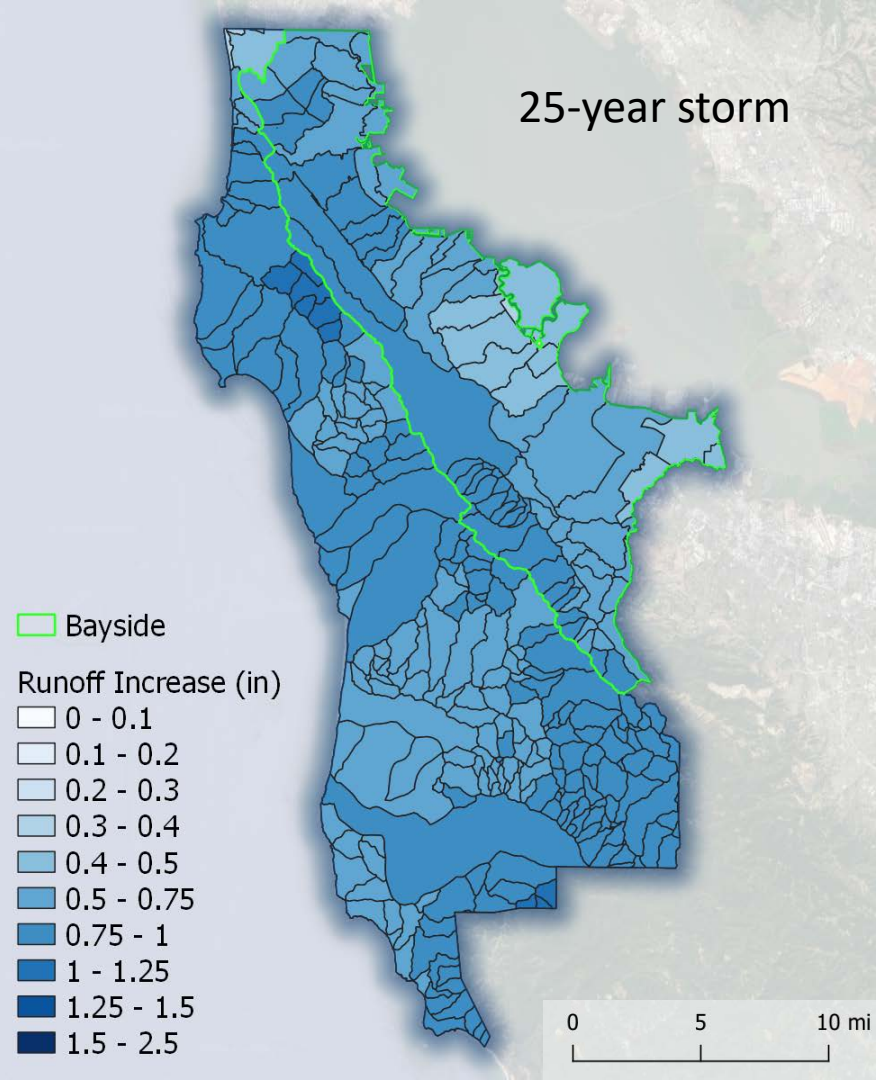 25-year storm
Bayside
Runoff Increase (in)
0 - 0.1
0.1 - 0.2
0.2 - 0.3
0.3 - 0.4
0.4 - 0.5
0.5 - 0.75
0.75 - 1
1 - 1.25
1.25 - 1.5
1.5 - 2.5
0 5 10 mi